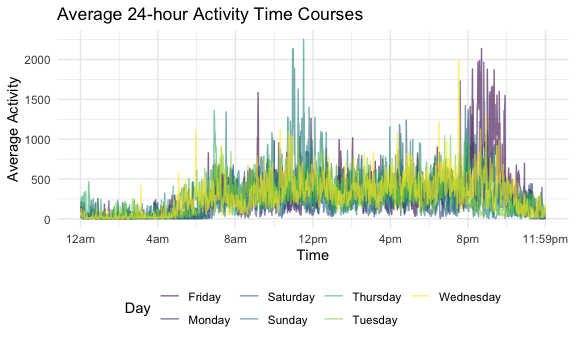 Average 24-hour Activity Time Courses
2000
1500
1000
500
0
Average Activity
12am 4am 8am 12pm 4pm 8pm 11:59pm
Time
Day
Friday Saturday Thursday Wednesday
Monday Sunday Tuesday